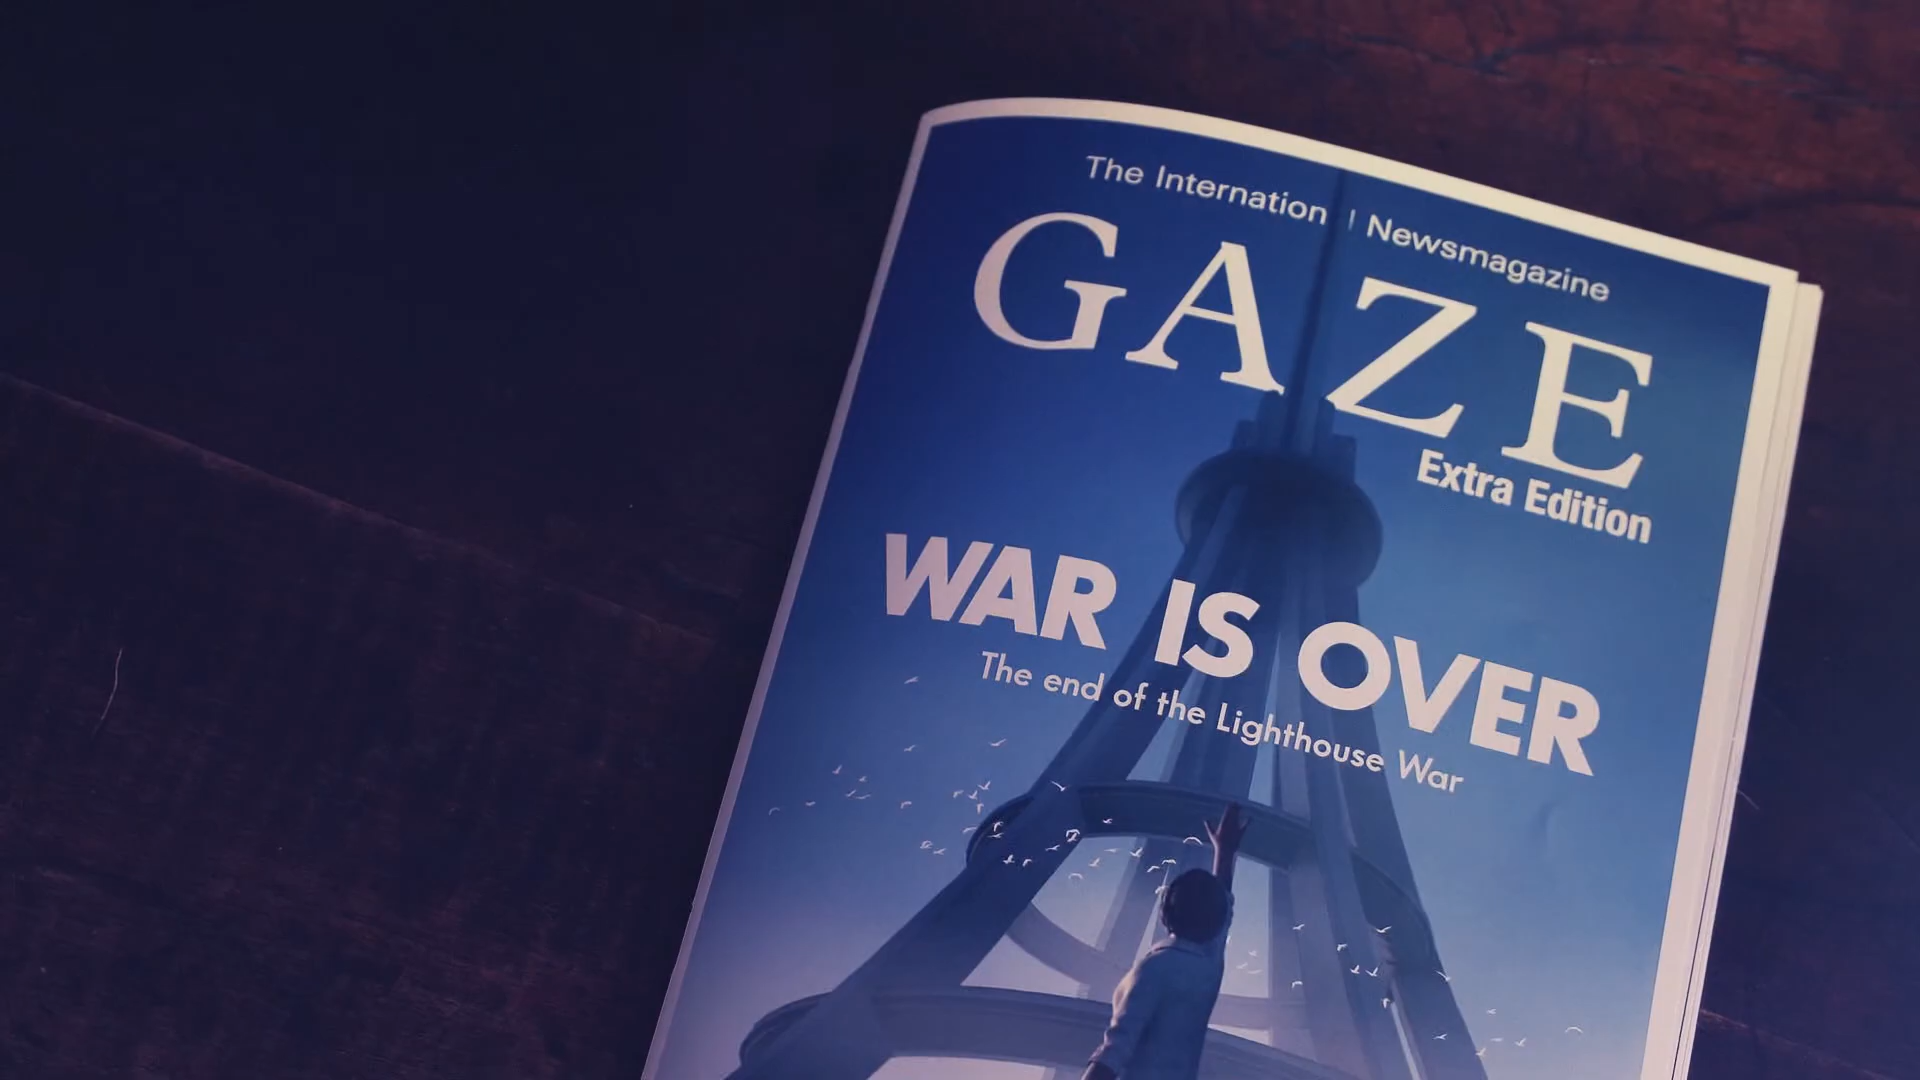 The Internation l Newsmagazine
GAZE
Extra Edition
WAR IS OVER
The end of the Lighthouse War